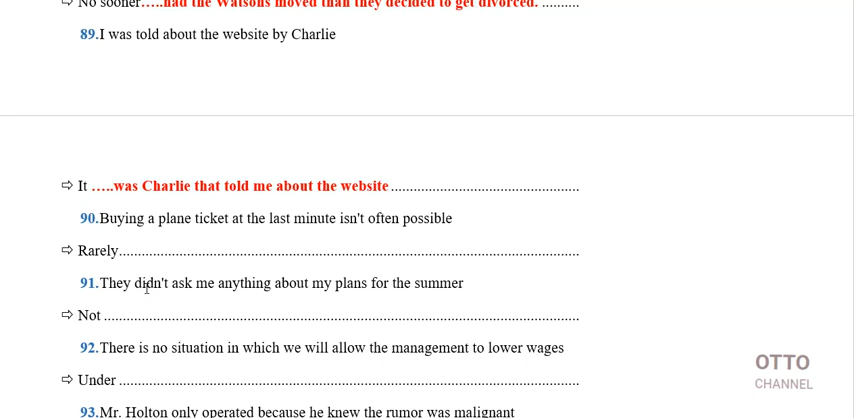 ⇨ No sooner…..had the Watsons moved than they decided to get divorced. ..........
89.I was told about the website by Charlie
⇨ It …..was Charlie that told me about the website..................................................
90.Buying a plane ticket at the last minute isn't often possible
⇨ Rarely...........................................................................................................................
91.They didn't ask me anything about my plans for the summer
⇨ Not ...............................................................................................................................
92.There is no situation in which we will allow the management to lower wages
⇨ Under ...........................................................................................................................
93.Mr. Holton only operated because he knew the rumor was malignant
OTTO
CHANNEL